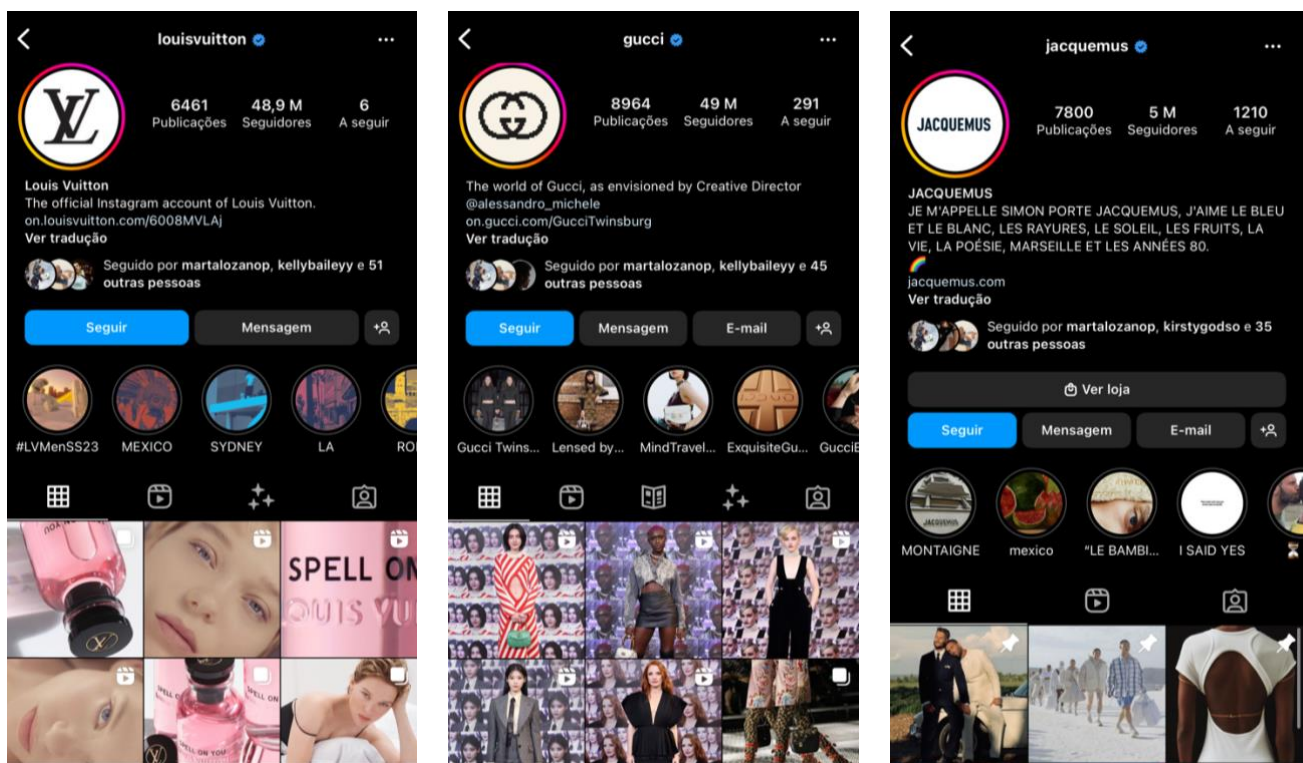 louisvuitton
6461
48,9 M
6
Publicações
Seguidores
A seguir
Louis Vuitton
The official Instagram account of Louis Vuitton.
on.louisvuitton.com/6008MVLAj
Ver tradução
Seguido por martalozanop, kellybaileyy e 51
outras pessoas
Seguir
Mensagem
#LVMenSS23
MEXICO
SYDNEY
LA
RO
SPELL ON
LOUIS VU
SPELL ON YOU
gucci
8964
49 M
291
Publicações
Seguidores
A seguir
The world of Gucci, as envisioned by Creative Director
@alessandro_michele
on.gucci.com/GucciTwinsburg
Ver tradução
Seguido por martalozanop, kellybaileyy e 45
outras pessoas
Seguir
Mensagem
E-mail
Gucci Twins...
Lensed by...
MindTravel...
ExquisiteGu...
GucciE
jacquemus
JACQUEMUS
7800
5 M
1210
Publicações
Seguidores
A seguir
JACQUEMUS
JE M'APPELLE SIMON PORTE JACQUEMUS, J'AIME LE BLEU
ET LE BLANC, LES RAYURES, LE SOLEIL, LES FRUITS, LA
VIE, LA POÉSIE, MARSEILLE ET LES ANNÉES 80.
🌈
jacquemus.com
Ver tradução
Seguido por martalozanop, kirstygodso e 35
outras pessoas
Ver loja
Seguir
Mensagem
E-mail
JACQUEMUS
MONTAIGNE
mexico
"LE BAMBI...
I SAID YES
⌛